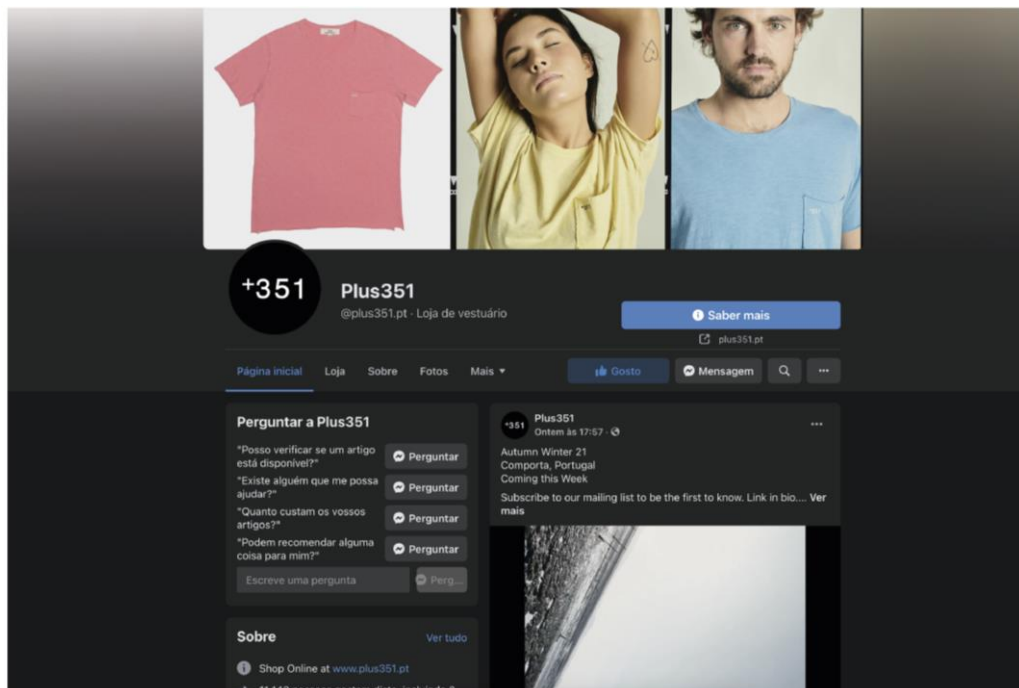 +351
Plus351
@plus351.pt · Loja de vestuário
Saber mais
plus351.pt
Página inicial
Loja
Sobre
Fotos
Mais
Gosto
Mensagem
Perguntar a Plus351
"Posso verificar se um artigo
está disponível?"
Perguntar
"Existe alguém que me possa
ajudar?"
Perguntar
"Quanto custam os vossos
artigos?"
Perguntar
"Podem recomendar alguma
coisa para mim?"
Perguntar
Escreve uma pergunta
Perg...
Sobre
Ver tudo
Shop Online at www.plus351.pt
+351
Plus351
Ontem às 17:57 ·
Autumn Winter 21
Comporta, Portugal
Coming this Week
Subscribe to our mailing list to be the first to know. Link in bio.... Ver
mais